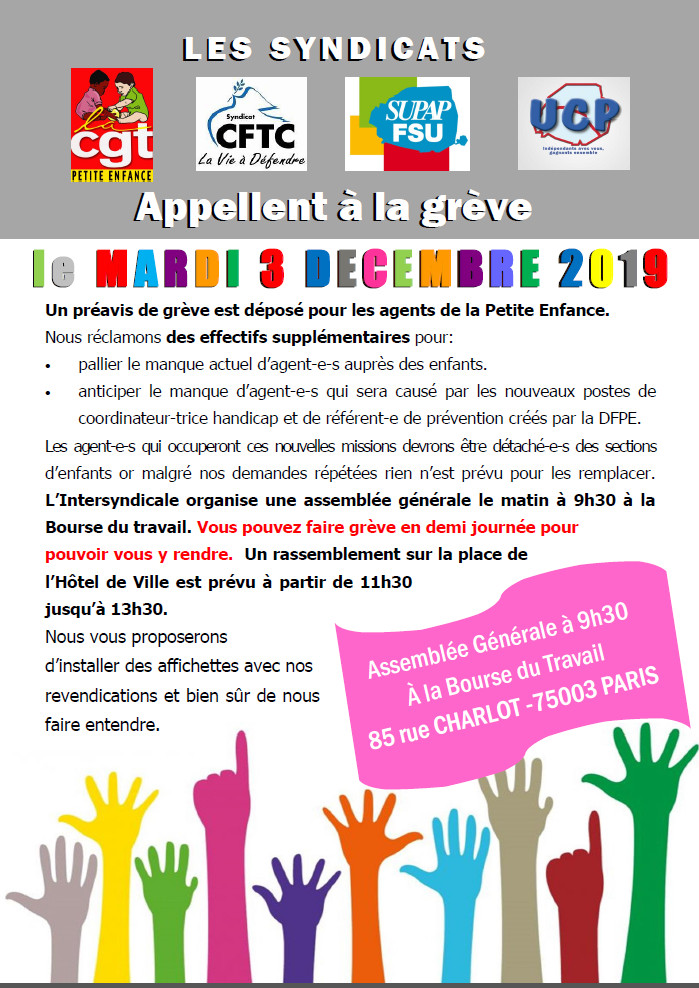 LES SYNDICATS
la
cgt
PETITE ENFANCE
Syndicat
CFTC
La Vie à Défendre
SUPAP
FSU
UCP
Indépendants avec vous,
gagnants ensemble
Appellent à la grève
le MARDI 3 DECEMBRE 2019
Un préavis de grève est déposé pour les agents de la Petite Enfance.
Nous réclamons des effectifs supplémentaires pour:
• pallier le manque actuel d'agent-e-s auprès des enfants.
• anticiper le manque d'agent-e-s qui sera causé par les nouveaux postes de
coordinateur-trice handicap et de référent-e de prévention créés par la DFPE.
Les agent-e-s qui occuperont ces nouvelles missions devrons être détaché-e-s des sections
d'enfants or malgré nos demandes répétées rien n'est prévu pour les remplacer.
L'Intersyndicale organise une assemblée générale le matin à 9h30 à la
Bourse du travail. Vous pouvez faire grève en demi journée pour
pouvoir vous y rendre. Un rassemblement sur la place de
l'Hôtel de Ville est prévu à partir de 11h30
jusqu'à 13h30.
Nous vous proposerons
d'installer des affichettes avec nos
revendications et bien sûr de nous
faire entendre.
Assemblée Générale à 9h30
À la Bourse du Travail
85 rue CHARLOT -75003 PARIS